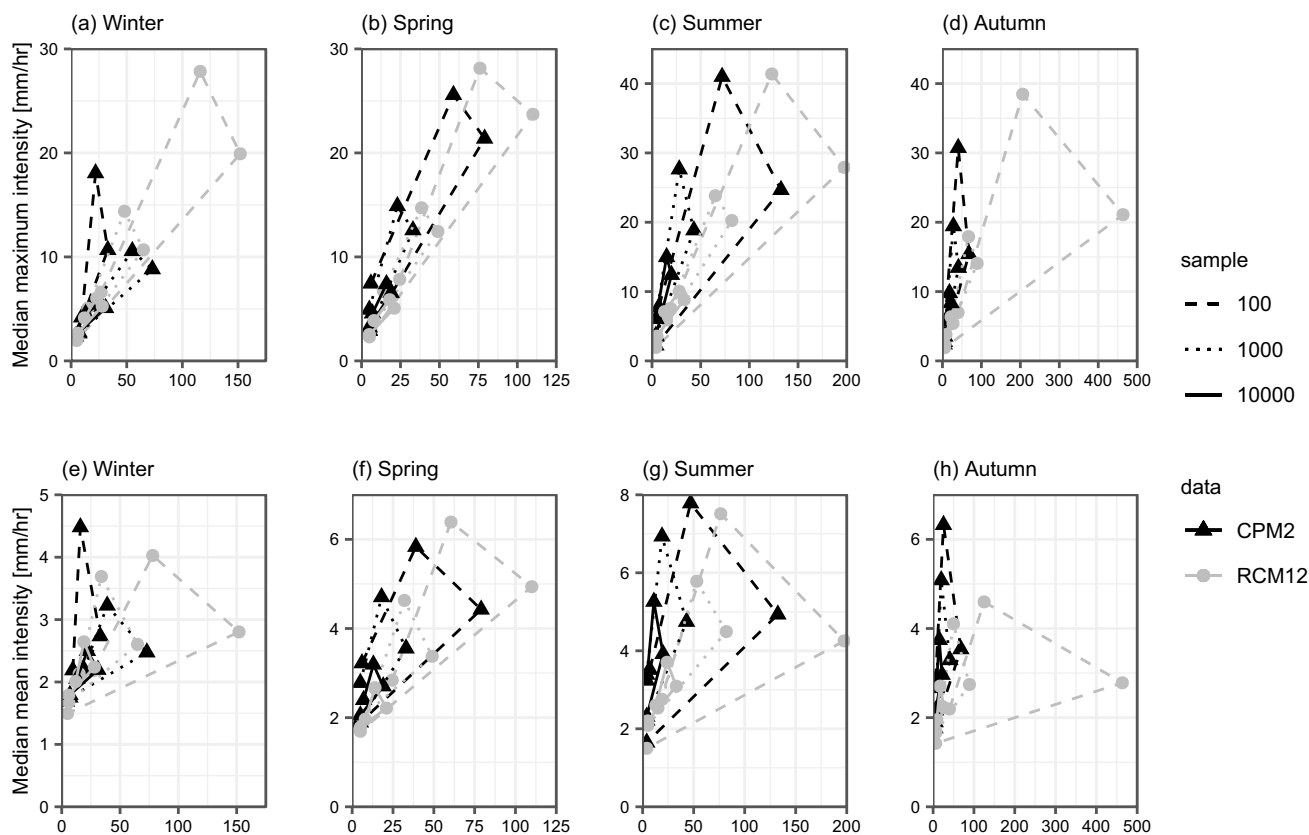 (a) Winter
(b) Spring
(c) Summer
(d) Autumn
Median maximum intensity [mm/hr]
30
20
10
0
0 50 100 150
30
20
10
0
0 25 50 75 100 125
40
30
20
10
0
0 50 100 150 200
40
30
20
10
0
0 100 200 300 400 500
sample
100
1000
10000
data
CPM2
RCM12
(e) Winter
(f) Spring
(g) Summer
(h) Autumn
Median mean intensity [mm/hr]
5
4
3
2
1
0
0 50 100 150
6
4
2
0
0 25 50 75 100 125
8
6
4
2
0
0 50 100 150 200
6
4
2
0
0 100 200 300 400 500